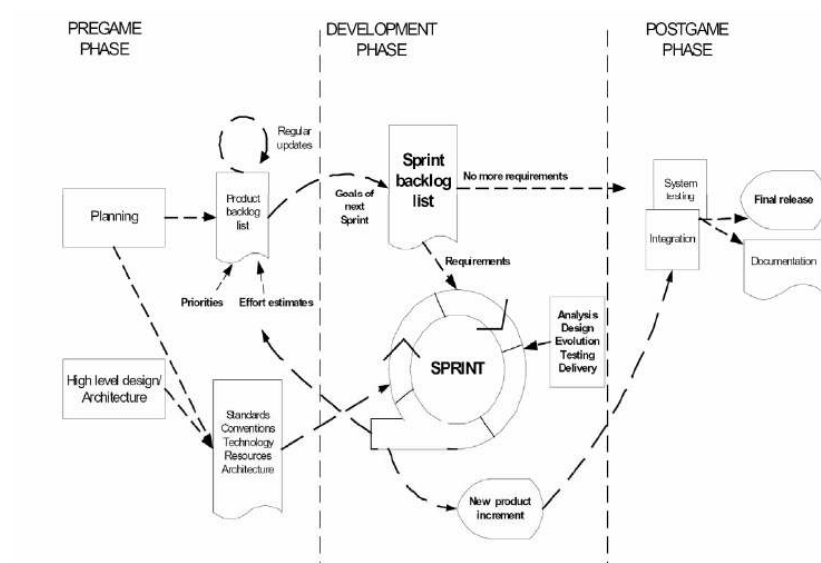 PREGAME
PHASE
DEVELOPMENT
PHASE
POSTGAME
PHASE
Regular
updates
Planning
Product
backlog
list
Goals of
next
Sprint
Sprint
backlog
list
No more requirements
System
testing
Integration
Final release
Documentation
Priorities
Effort estimates
Requirements
High level design/
Architecture
Standards
Conventions
Technology
Resources
Architecture
SPRINT
Analysis
Design
Evolution
Testing
Delivery
New product
increment